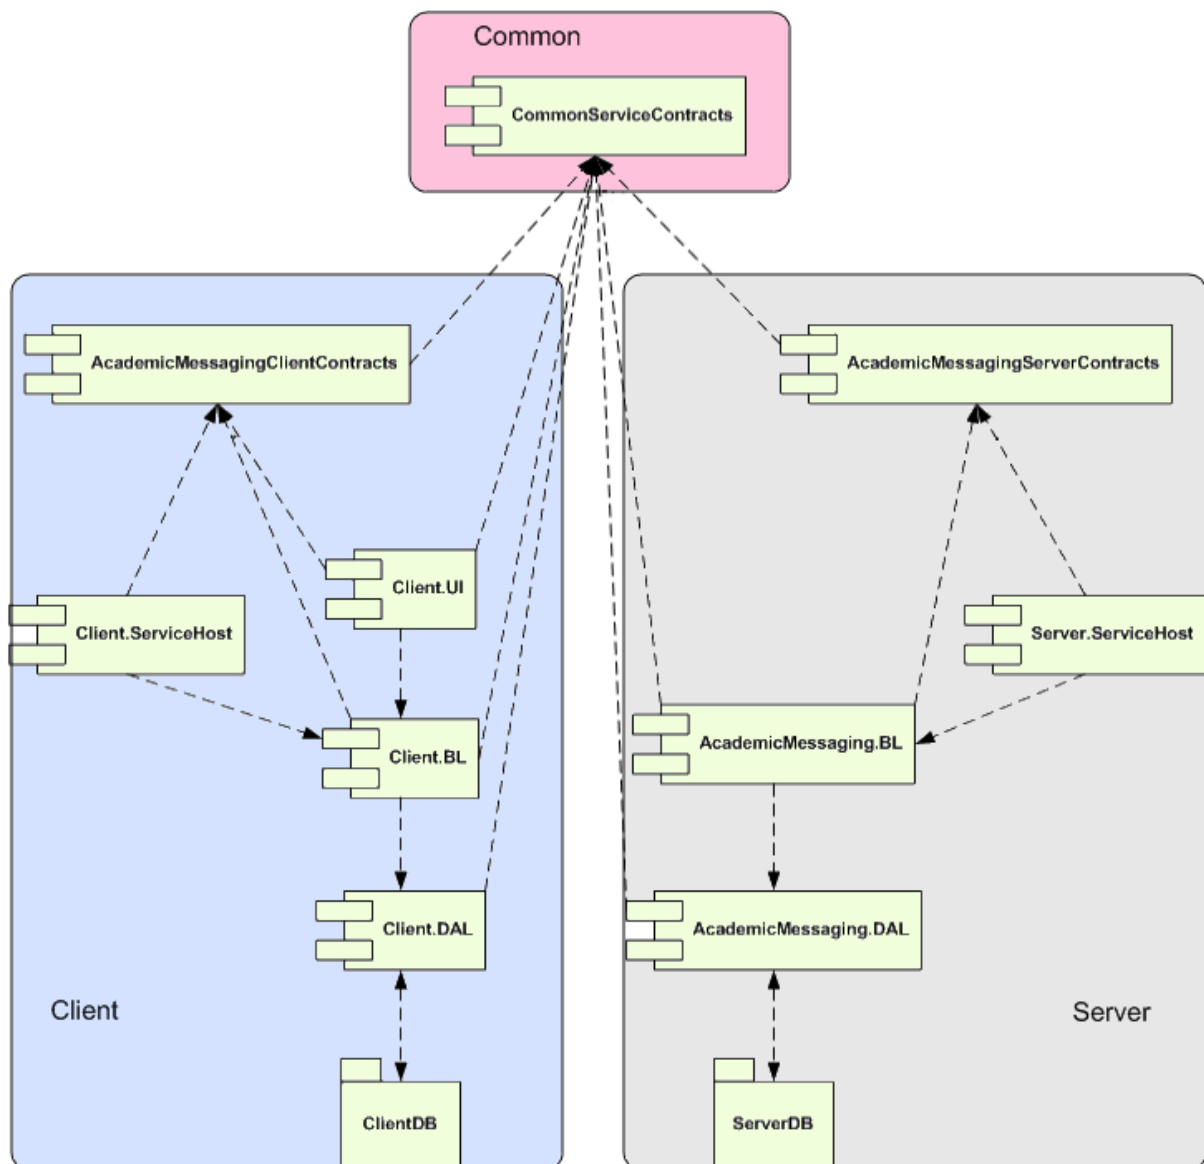 Common
CommonServiceContracts
AcademicMessagingClientContracts
AcademicMessagingServerContracts
Client.UI
Client.ServiceHost
Server.ServiceHost
Client.BL
AcademicMessaging.BL
Client.DAL
AcademicMessaging.DAL
Client
Server
ClientDB
ServerDB